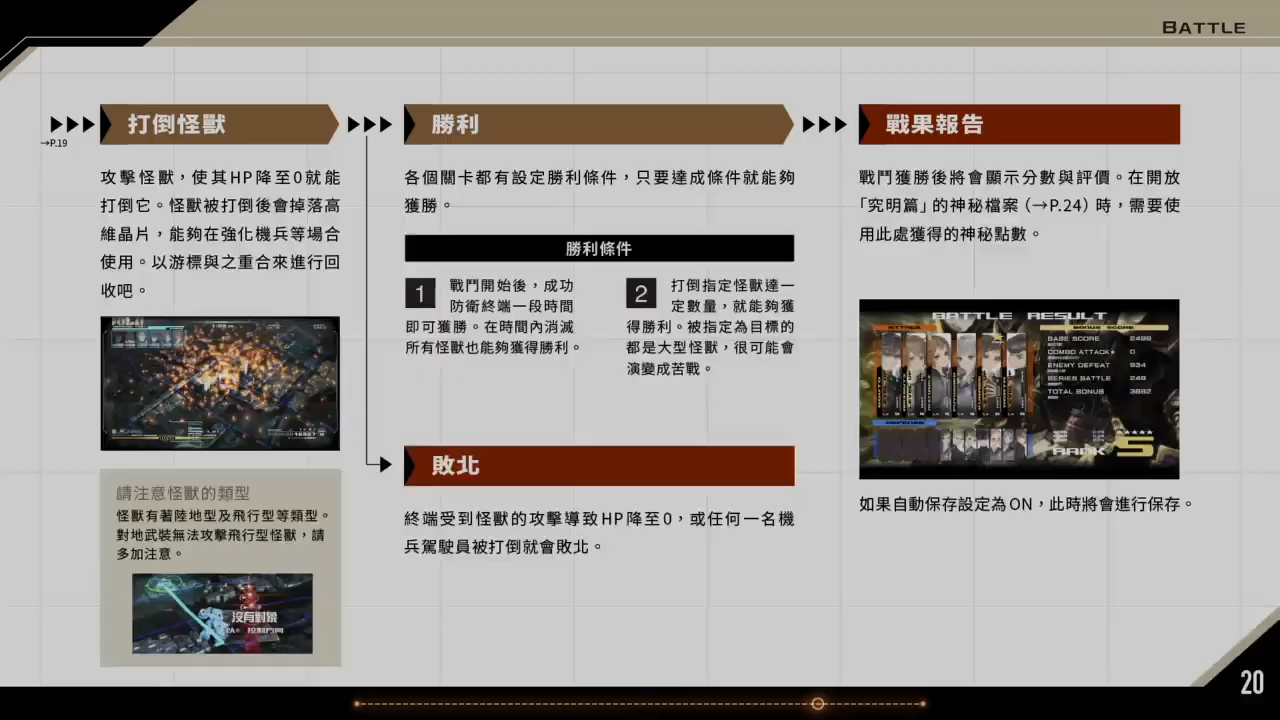 BATTLE
→P.19
打倒怪獸
攻擊怪獸，使其HP降至0就能
打倒它。怪獸被打倒後會掉落高
維晶片，能夠在強化機兵等場合
使用。以游標與之重合來進行回
收吧。
請注意怪獸的類型
怪獸有著陸地型及飛行型等類型。
對地武裝無法攻擊飛行型怪獸，請
多加注意。
沒有對象
勝利
各個關卡都有設定勝利條件，只要達成條件就能夠
獲勝。
勝利條件
1 戰鬥開始後，成功
防衛終端一段時間
即可獲勝。在時間內消滅
所有怪獸也能夠獲得勝利。
2 打倒指定怪獸達一
定數量，就能夠獲
得勝利。被指定為目標的
都是大型怪獸，很可能會
演變成苦戰。
敗北
終端受到怪獸的攻擊導致HP降至0，或任何一名機
兵駕駛員被打倒就會敗北。
戰果報告
戰鬥獲勝後將會顯示分數與評價。在開放
「究明篇」的神秘檔案（→P.24）時，需要使
用此處獲得的神秘點數。
BATTLE RESULT
ATTACK
BONUS SCORE
BASE SCORE 2499
COMBO ATTACK★ 0
ENEMY DEFEAT 934
SERIES BATTLE 249
TOTAL BONUS 3682
DEFENSE
RANK S
如果自動保存設定為ON，此時將會進行保存。
20